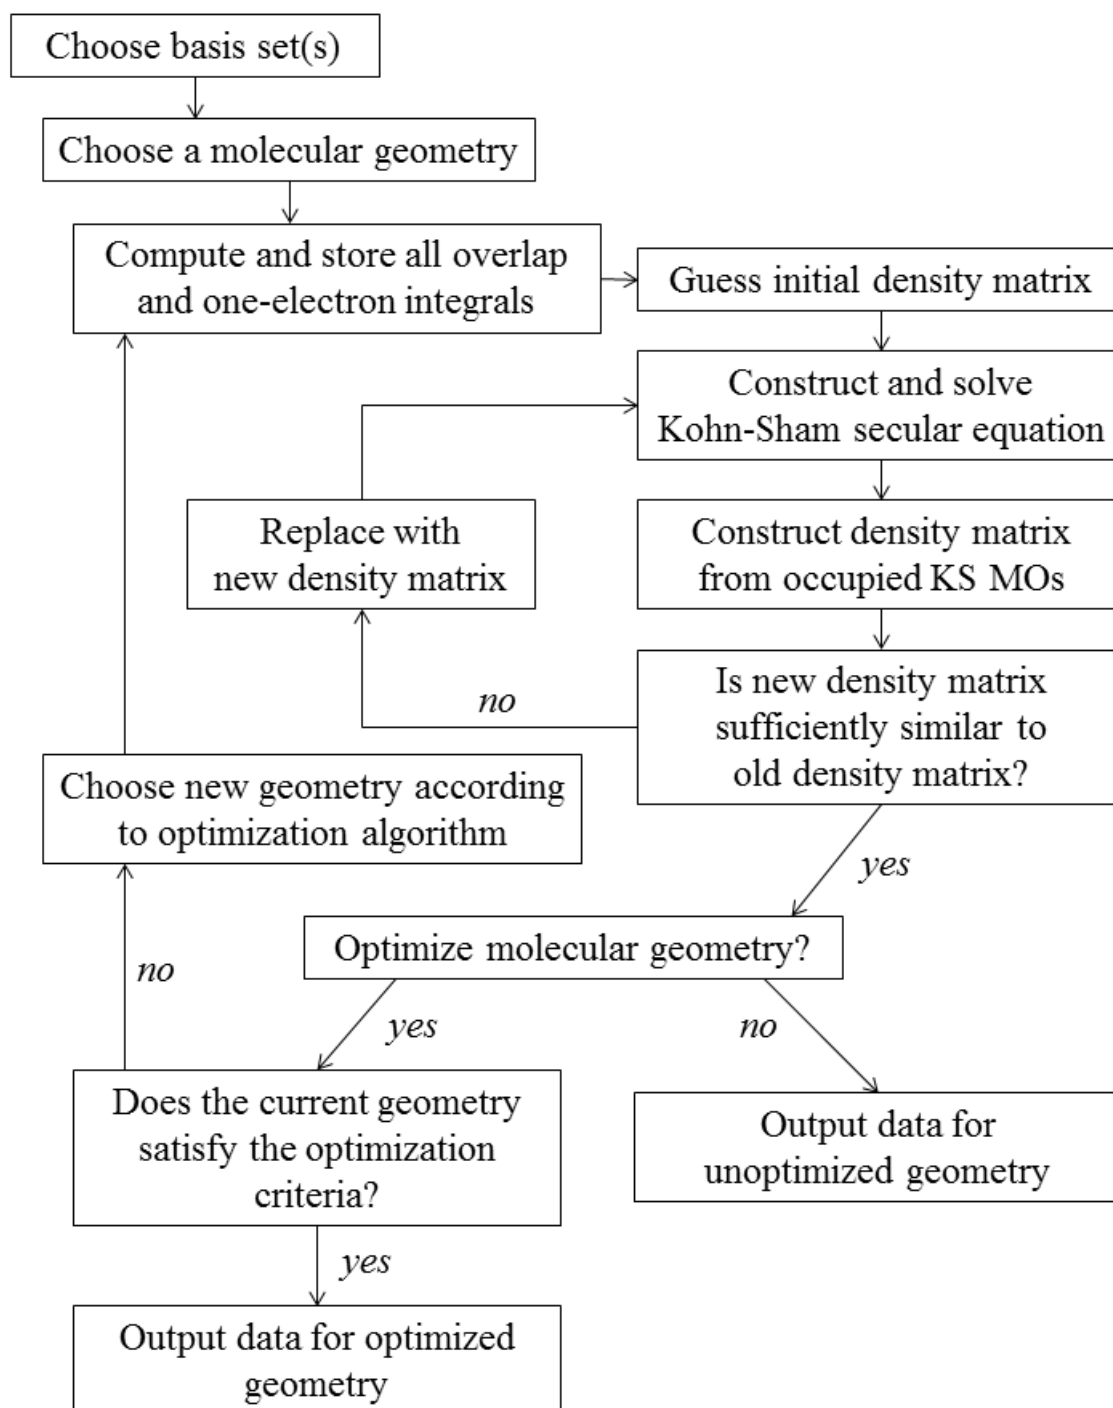 Choose basis set(s)
Choose a molecular geometry
Compute and store all overlap
and one-electron integrals
Guess initial density matrix
Construct and solve
Kohn-Sham secular equation
Replace with
new density matrix
Construct density matrix
from occupied KS MOs
Is new density matrix
sufficiently similar to
old density matrix?
no
Choose new geometry according
to optimization algorithm
yes
Optimize molecular geometry?
no
yes
no
Does the current geometry
satisfy the optimization
criteria?
Output data for
unoptimized geometry
yes
Output data for optimized
geometry